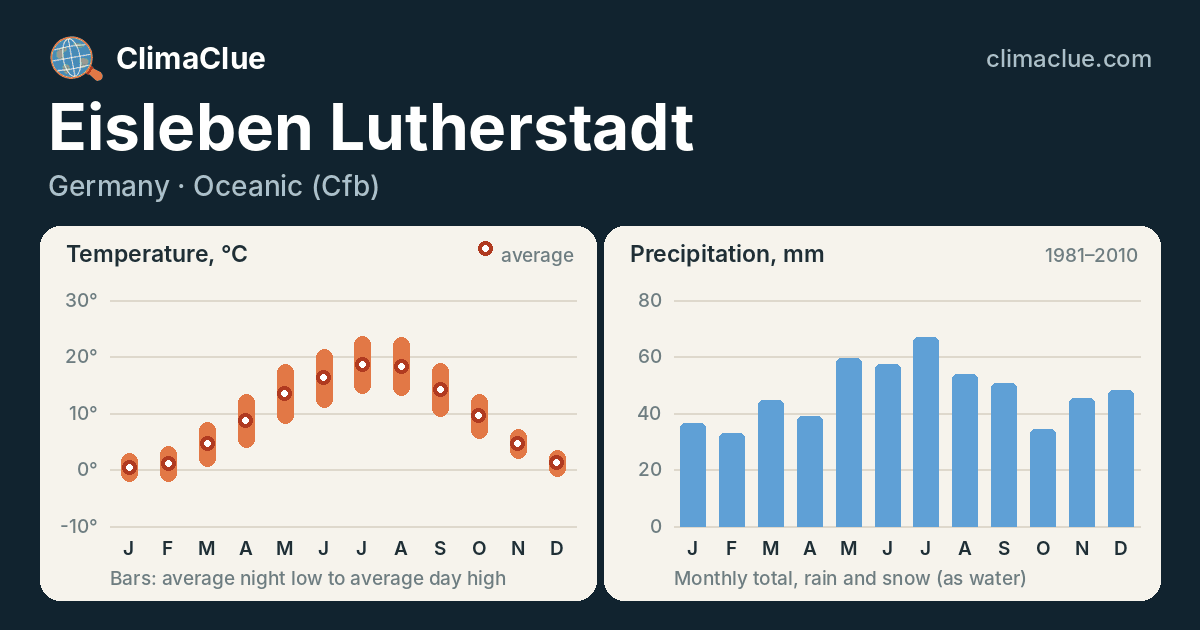 ClimaClue
climaclue.com
Eisleben Lutherstadt
Germany · Oceanic (Cfb)
Temperature, °C
average
30°
20°
10°
0°
-10°
J F M A M J J A S O N D
Bars: average night low to average day high
Precipitation, mm
1981–2010
80
60
40
20
0
J F M A M J J A S O N D
Monthly total, rain and snow (as water)